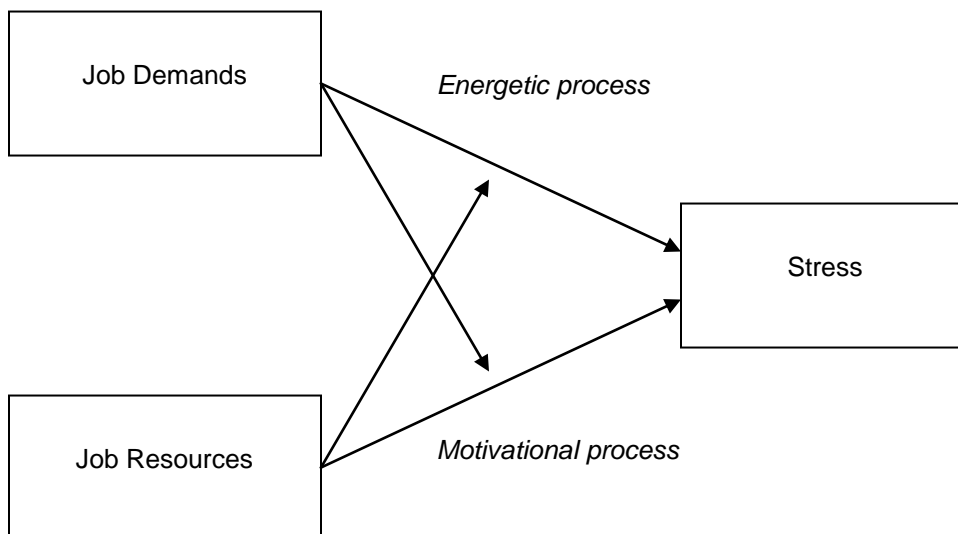 Job Demands
Energetic process
Stress
Job Resources
Motivational process